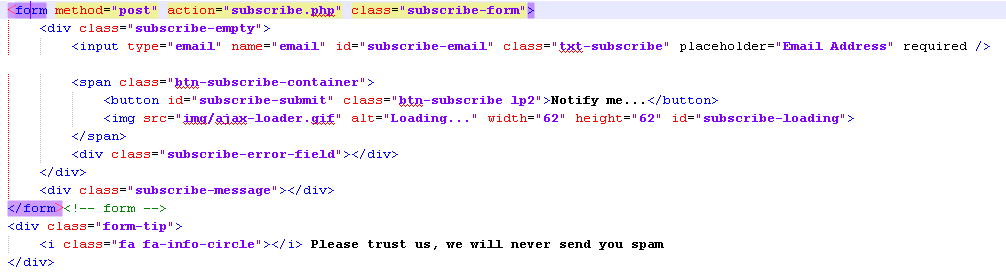 <form method="post" action="subscribe.php" class="subscribe-form">
<div class="subscribe-empty">
<input type="email" name="email" id="subscribe-email" class="txt-subscribe" placeholder="Email Address" required />
<span class="btn-subscribe-container">
<button id="subscribe-submit" class="btn-subscribe lp2">Notify me...</button>
<img src="img/ajax-loader.gif" alt="Loading..." width="62" height="62" id="subscribe-loading">
</span>
<div class="subscribe-error-field"></div>
</div>
<div class="subscribe-message"></div>
</form><!-- form -->
<div class="form-tip">
<i class="fa fa-info-circle"></i> Please trust us, we will never send you spam
</div>